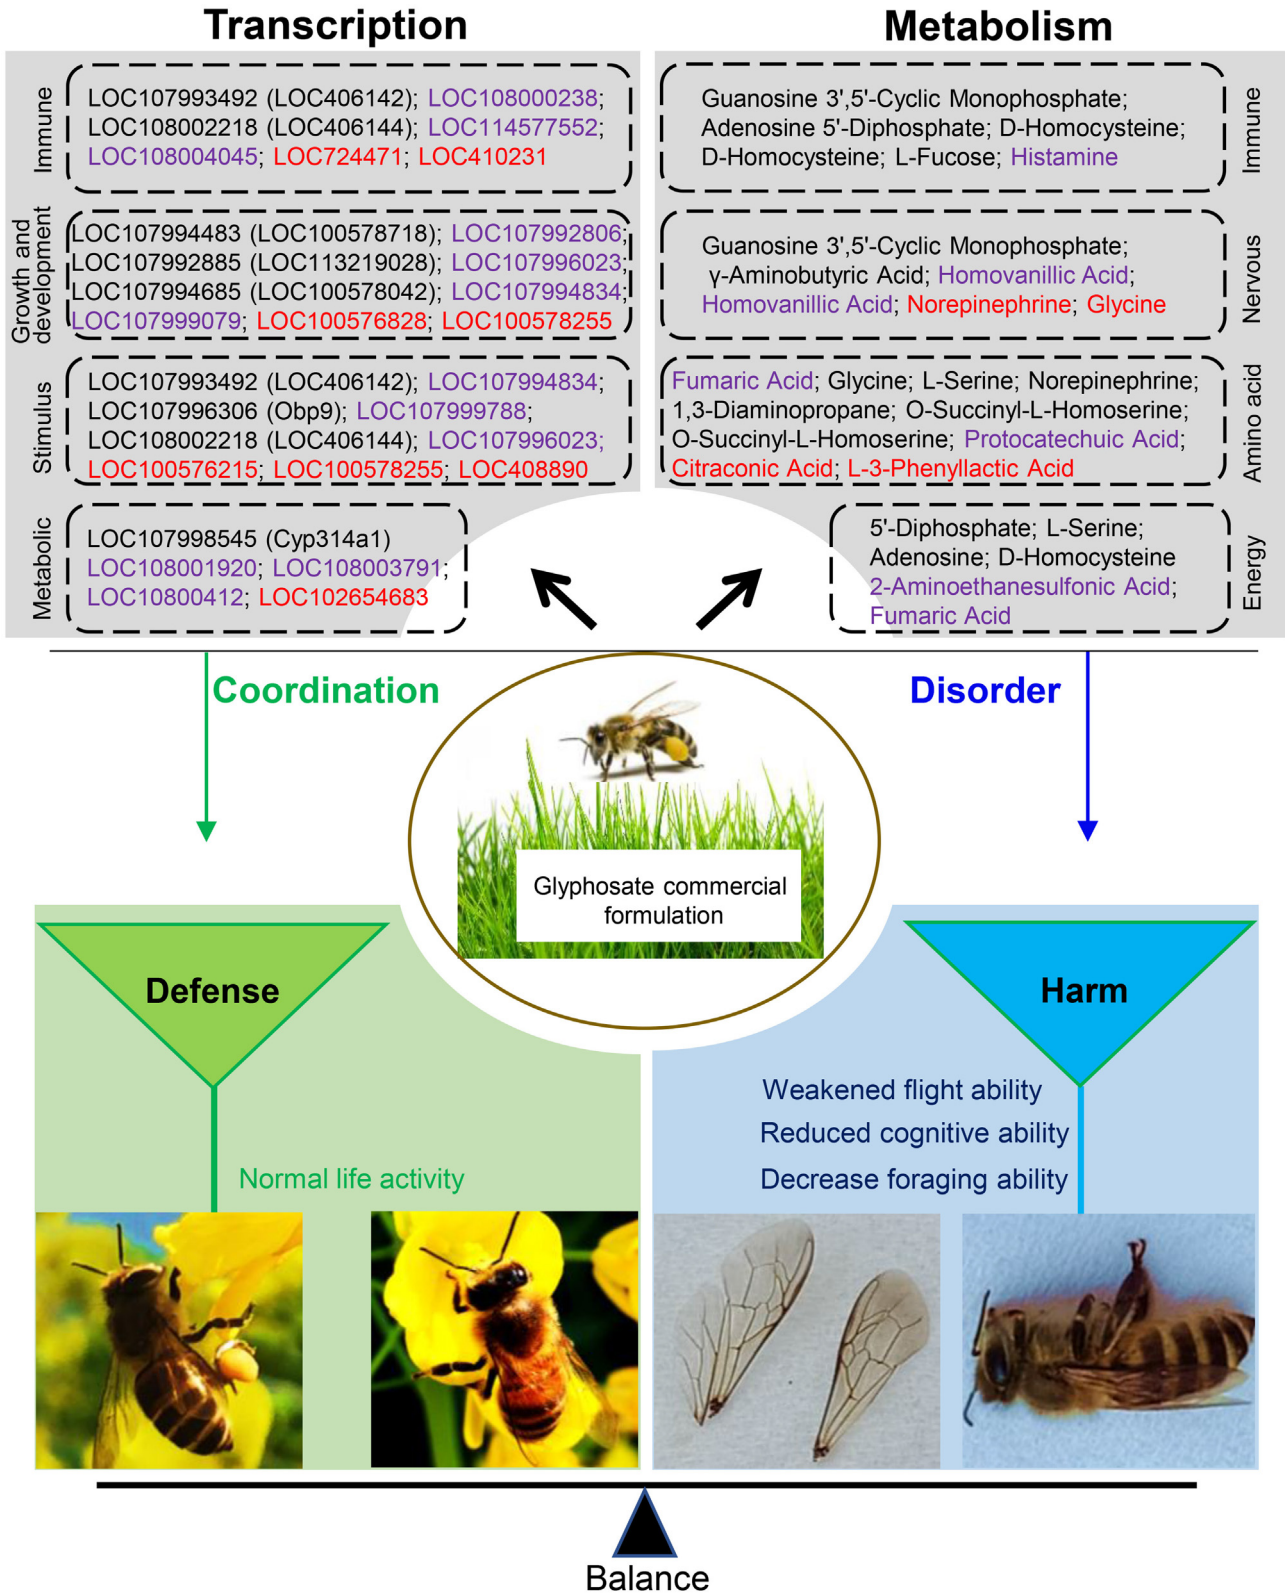 Transcription
Metabolism
Immune
LOC107993492 (LOC406142); LOC108000238;
LOC108002218 (LOC406144); LOC114577552;
LOC108004045; LOC724471; LOC410231
Growth and
development
LOC107994483 (LOC100578718); LOC107992806;
LOC107992885 (LOC113219028); LOC107996023;
LOC107994685 (LOC100578042); LOC107994834;
LOC107999079; LOC100576828; LOC100578255
Stimulus
LOC107993492 (LOC406142); LOC107994834;
LOC107996306 (Obp9); LOC107999788;
LOC108002218 (LOC406144); LOC107996023;
LOC100576215; LOC100578255; LOC408890
Metabolic
LOC107998545 (Cyp314a1)
LOC108001920; LOC108003791;
LOC10800412; LOC102654683
Guanosine 3',5'-Cyclic Monophosphate;
Adenosine 5'-Diphosphate; D-Homocysteine;
D-Homocysteine; L-Fucose; Histamine
Immune
Guanosine 3',5'-Cyclic Monophosphate;
γ-Aminobutyric Acid; Homovanillic Acid;
Homovanillic Acid; Norepinephrine; Glycine
Nervous
Fumaric Acid; Glycine; L-Serine; Norepinephrine;
1,3-Diaminopropane; O-Succinyl-L-Homoserine;
O-Succinyl-L-Homoserine; Protocatechuic Acid;
Citraconic Acid; L-3-Phenyllactic Acid
Amino acid
5'-Diphosphate; L-Serine;
Adenosine; D-Homocysteine
2-Aminoethanesulfonic Acid;
Fumaric Acid
Energy
Coordination
Disorder
Glyphosate commercial
formulation
Defense
Harm
Normal life activity
Weakened flight ability
Reduced cognitive ability
Decrease foraging ability
Balance